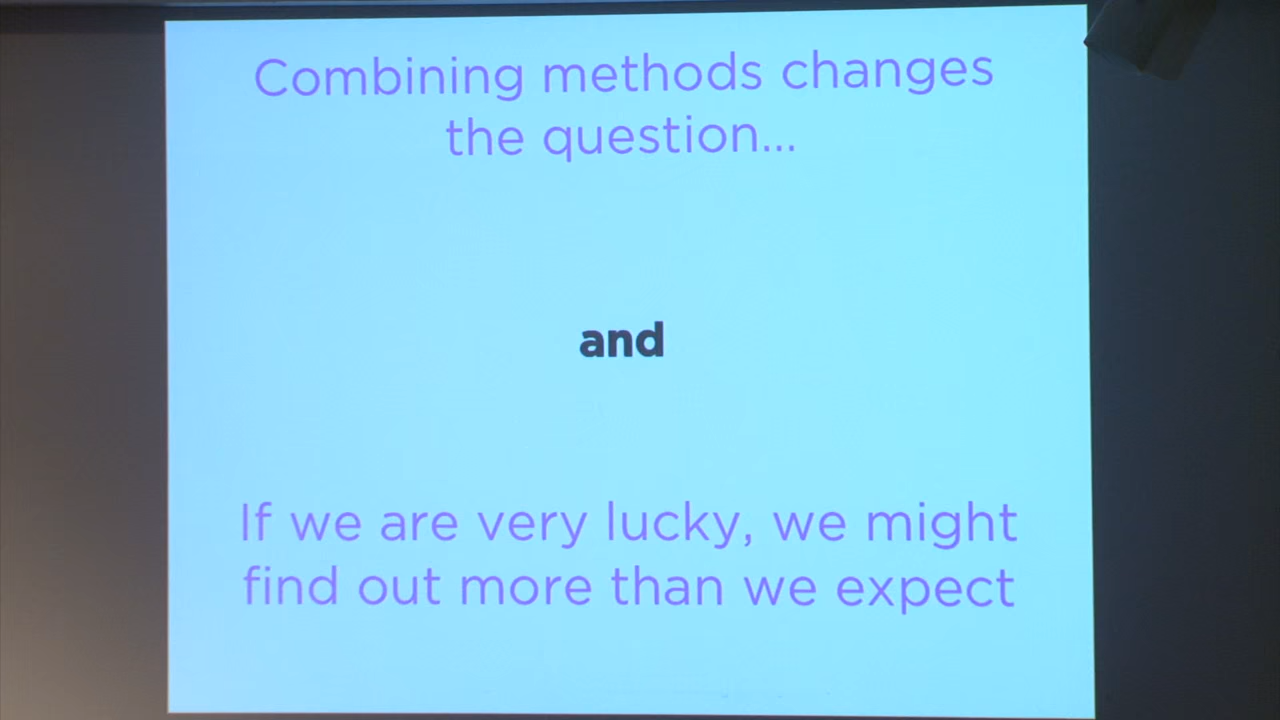 Combining methods changes
the question...
and
If we are very lucky, we might
find out more than we expect